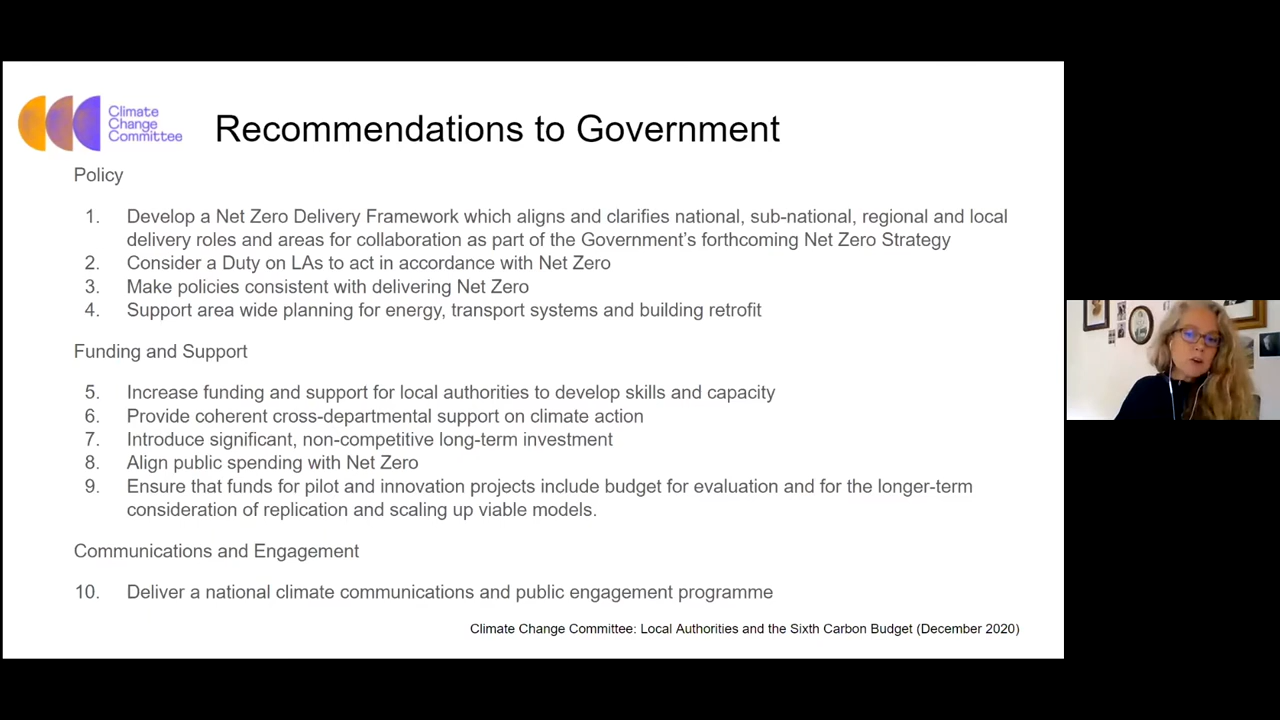 Climate
Change
Committee
Recommendations to Government
Policy
1. Develop a Net Zero Delivery Framework which aligns and clarifies national, sub-national, regional and local
delivery roles and areas for collaboration as part of the Government’s forthcoming Net Zero Strategy
2. Consider a Duty on LAs to act in accordance with Net Zero
3. Make policies consistent with delivering Net Zero
4. Support area wide planning for energy, transport systems and building retrofit
Funding and Support
5. Increase funding and support for local authorities to develop skills and capacity
6. Provide coherent cross-departmental support on climate action
7. Introduce significant, non-competitive long-term investment
8. Align public spending with Net Zero
9. Ensure that funds for pilot and innovation projects include budget for evaluation and for the longer-term
consideration of replication and scaling up viable models.
Communications and Engagement
10. Deliver a national climate communications and public engagement programme
Climate Change Committee: Local Authorities and the Sixth Carbon Budget (December 2020)